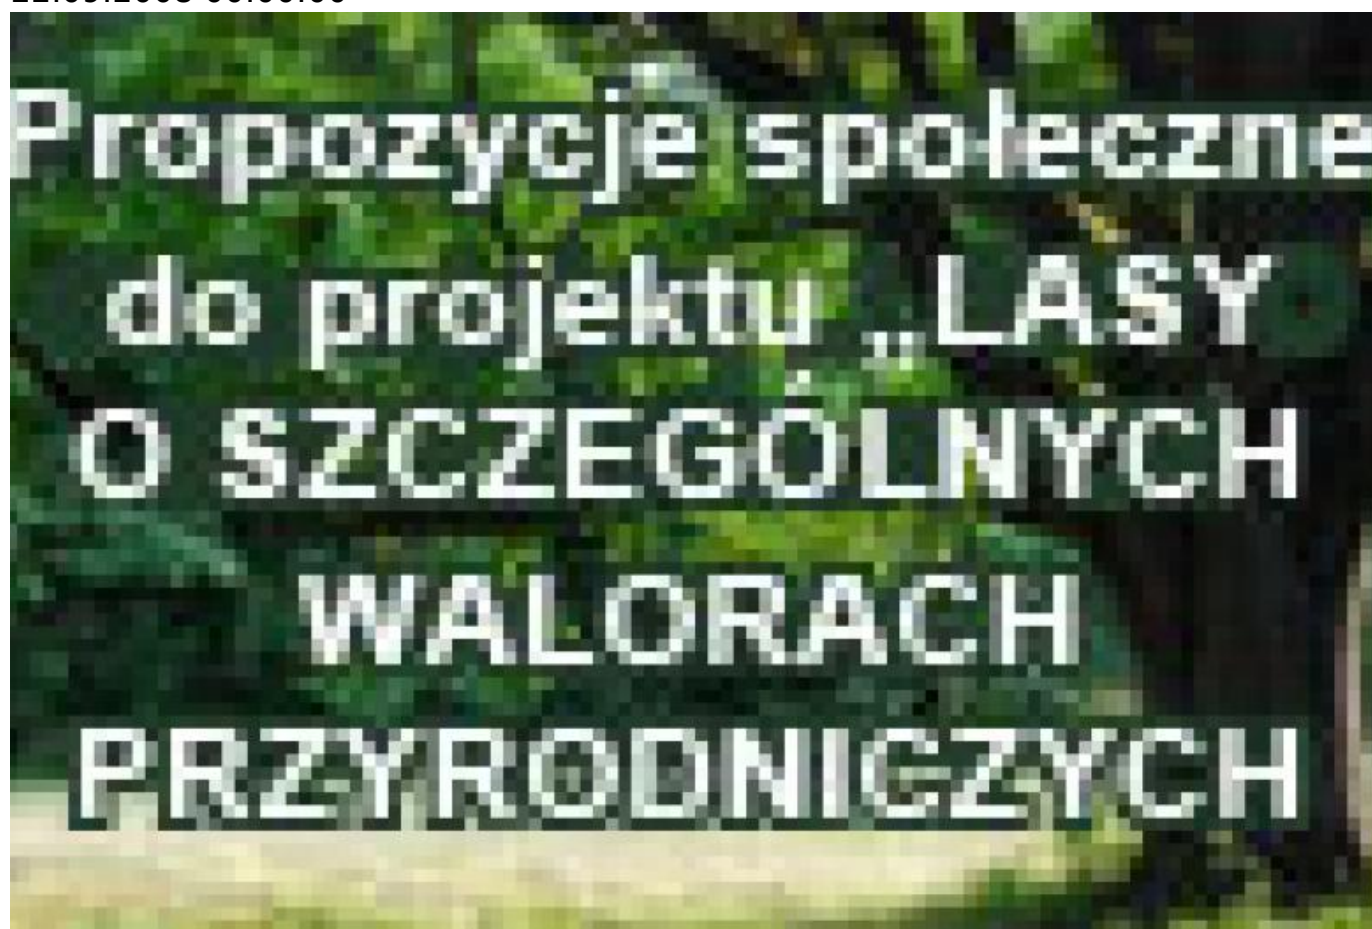 Propozycje społeczne
do projektu „LASY
O SZCZEGÓLNYCH
WALORACH
PRZYRODNICZYCH